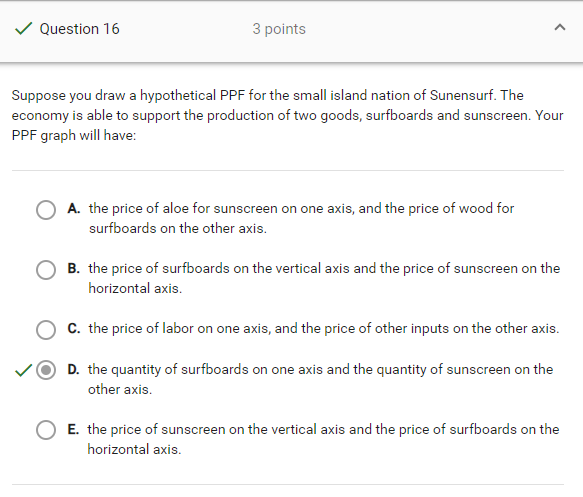 Question 16 3 points
Suppose you draw a hypothetical PPF for the small island nation of Sunensurf. The
economy is able to support the production of two goods, surfboards and sunscreen. Your
PPF graph will have:
A. the price of aloe for sunscreen on one axis, and the price of wood for
surfboards on the other axis.
B. the price of surfboards on the vertical axis and the price of sunscreen on the
horizontal axis.
C. the price of labor on one axis, and the price of other inputs on the other axis.
D. the quantity of surfboards on one axis and the quantity of sunscreen on the
other axis.
E. the price of sunscreen on the vertical axis and the price of surfboards on the
horizontal axis.